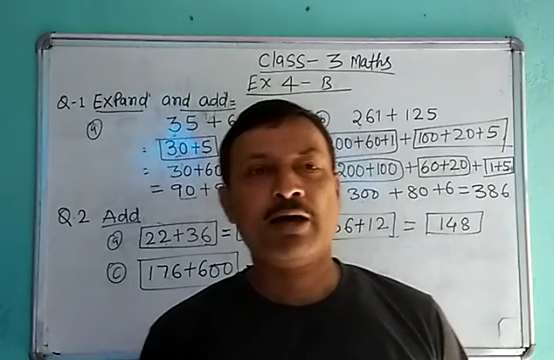 Class - 3 Maths
Ex 4 - B
Q-1 Expand and add:
(a) 35 + 6 261 + 125
= 30+5 00+60+1 + 100+20+5
= 30+60 200+100 + 60+20 + 1+5
= 90 + 300 + 80 + 6 = 386
Q.2 Add
(a) 22+36 = 6+12 = 148
(c) 176+600